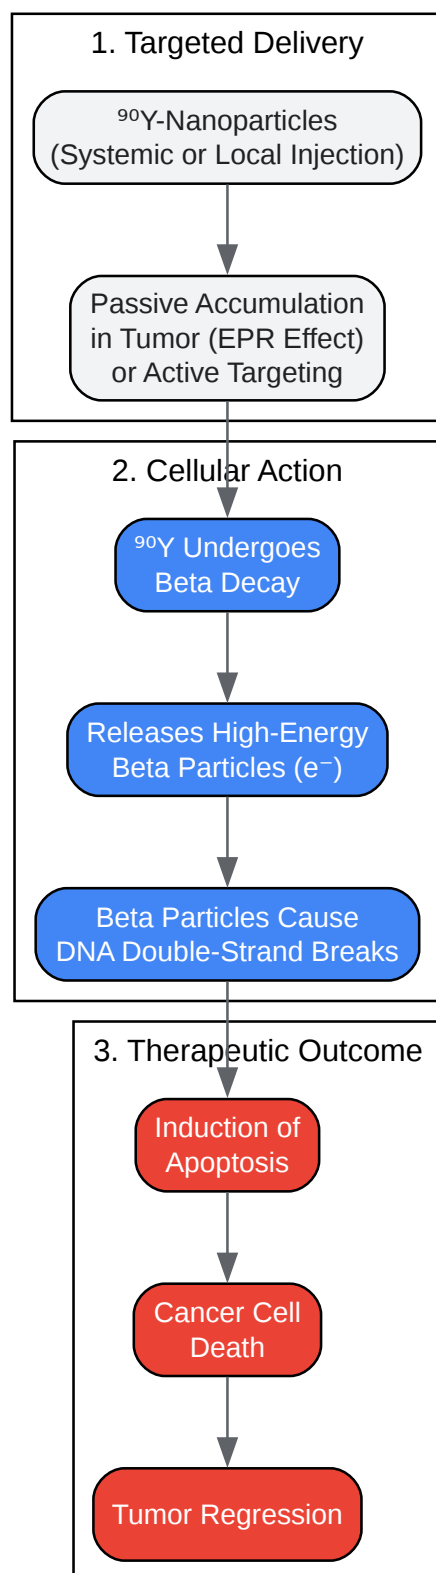 1. Targeted Delivery
⁹⁰Y-Nanoparticles
(Systemic or Local Injection)
Passive Accumulation
in Tumor (EPR Effect)
or Active Targeting
2. Cellular Action
⁹⁰Y Undergoes
Beta Decay
Releases High-Energy
Beta Particles (e⁻)
Beta Particles Cause
DNA Double-Strand Breaks
3. Therapeutic Outcome
Induction of
Apoptosis
Cancer Cell
Death
Tumor Regression